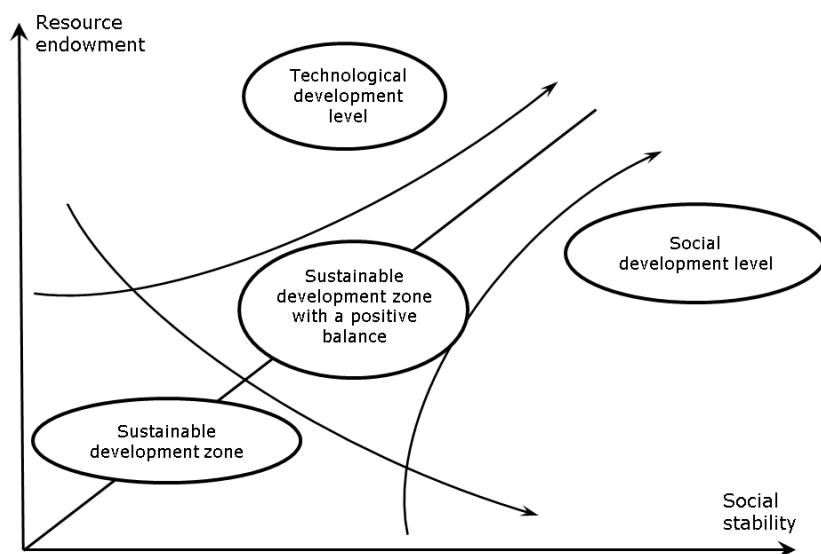 Resource
endowment
Technological
development
level
Social
development level
Sustainable
development zone
with a positive
balance
Sustainable
development zone
Social
stability